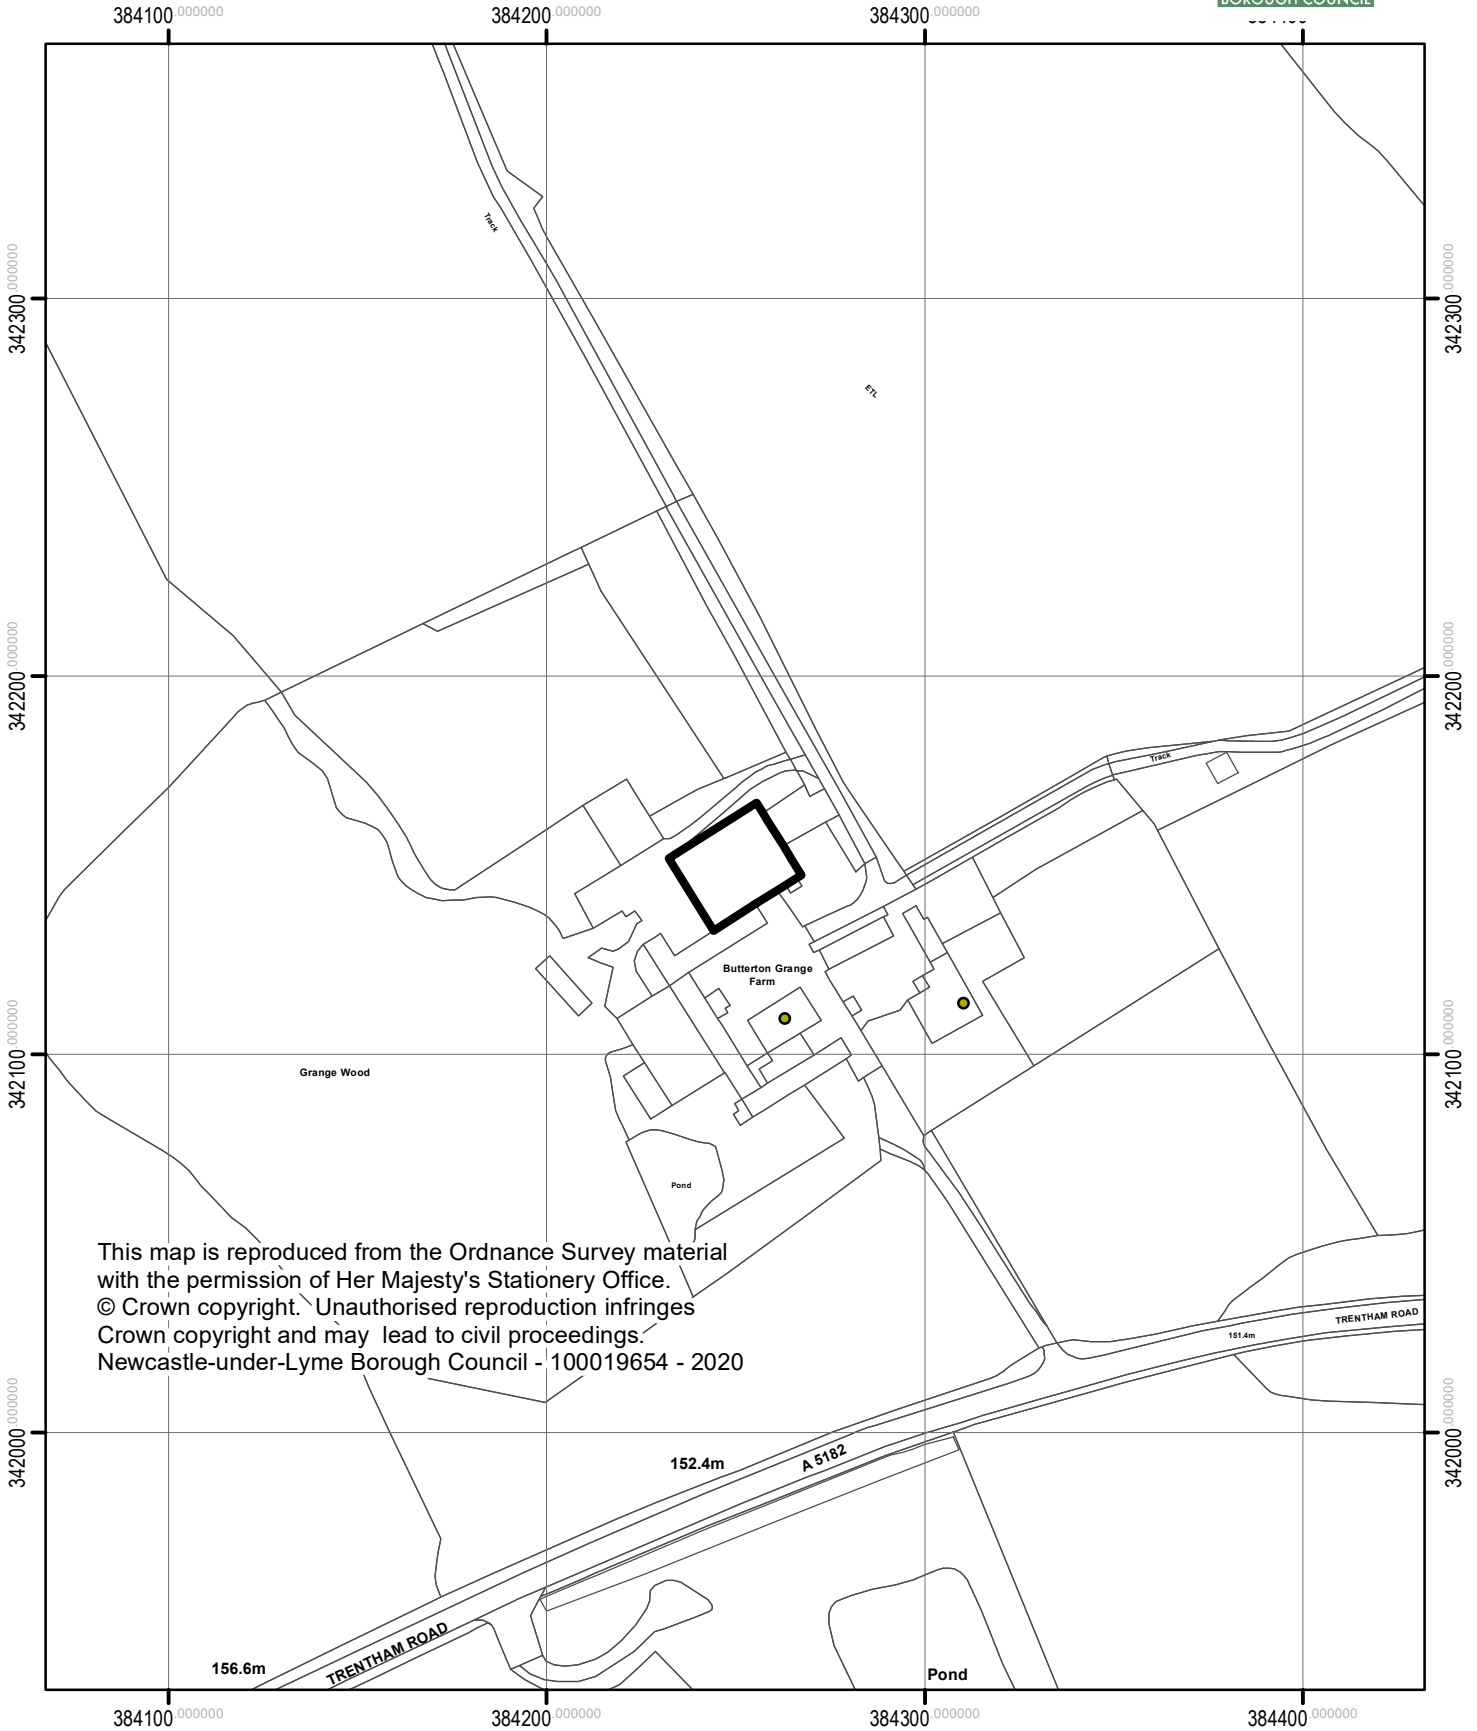 BOROUGH COUNCIL
384100.000000
384200.000000
384300.000000
342300.000000
342300.000000
Track
ETL
342200.000000
342200.000000
Track
Butterton Grange
Farm
342100.000000
342100.000000
Grange Wood
Pond
This map is reproduced from the Ordnance Survey material
with the permission of Her Majesty's Stationery Office.
© Crown copyright. Unauthorised reproduction infringes
Crown copyright and may lead to civil proceedings.
Newcastle-under-Lyme Borough Council - 100019654 - 2020
TRENTHAM ROAD
151.4m
342000.000000
342000.000000
152.4m
A 5182
TRENTHAM ROAD
156.6m
Pond
384100.000000
384200.000000
384300.000000
384400.000000